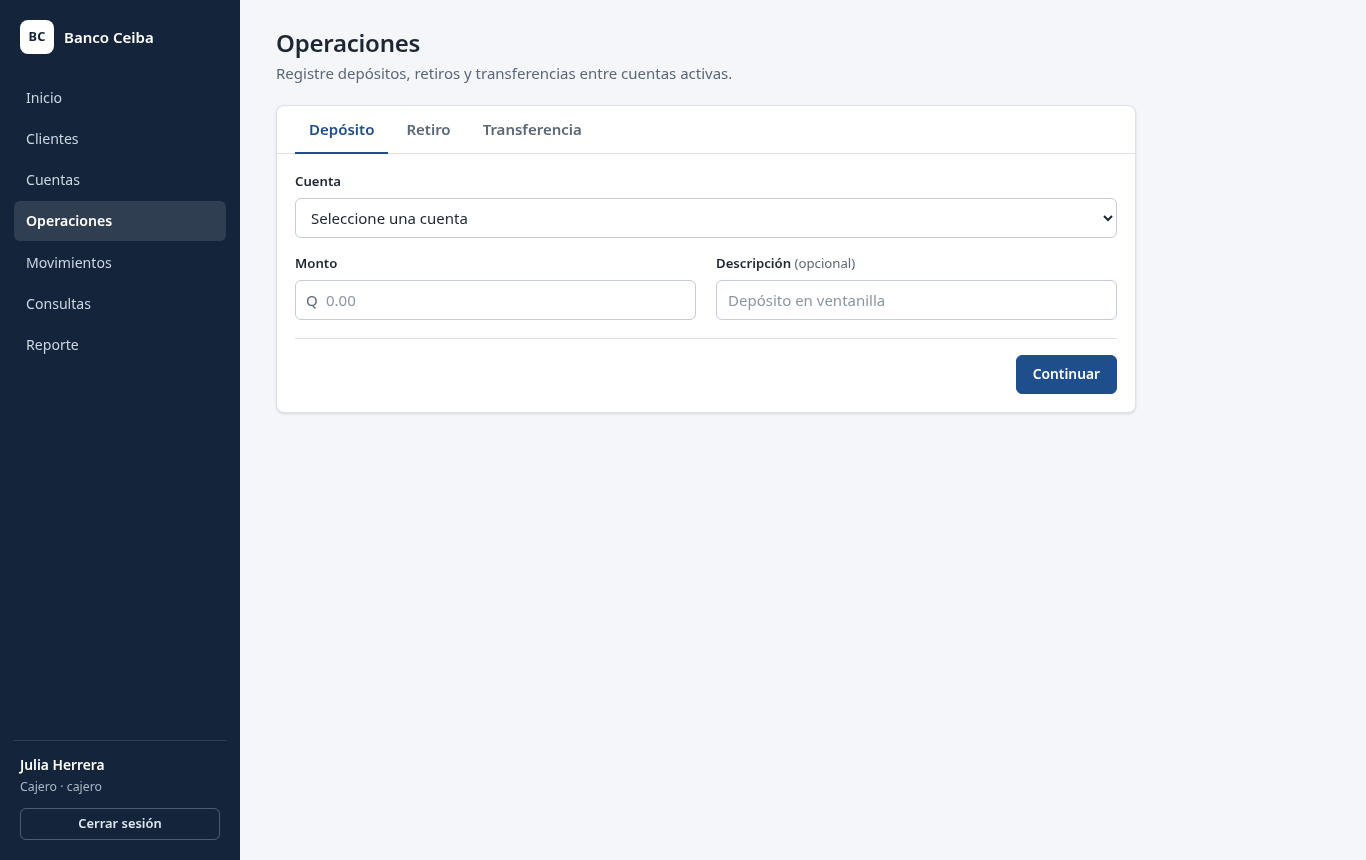 BC Banco Ceiba
Inicio
Clientes
Cuentas
Operaciones
Movimientos
Consultas
Reporte
Julia Herrera
Cajero · cajero
Cerrar sesión
Operaciones
Registre depósitos, retiros y transferencias entre cuentas activas.
Depósito Retiro Transferencia
Cuenta
Seleccione una cuenta
Monto Descripción (opcional)
Q 0.00 Depósito en ventanilla
Continuar